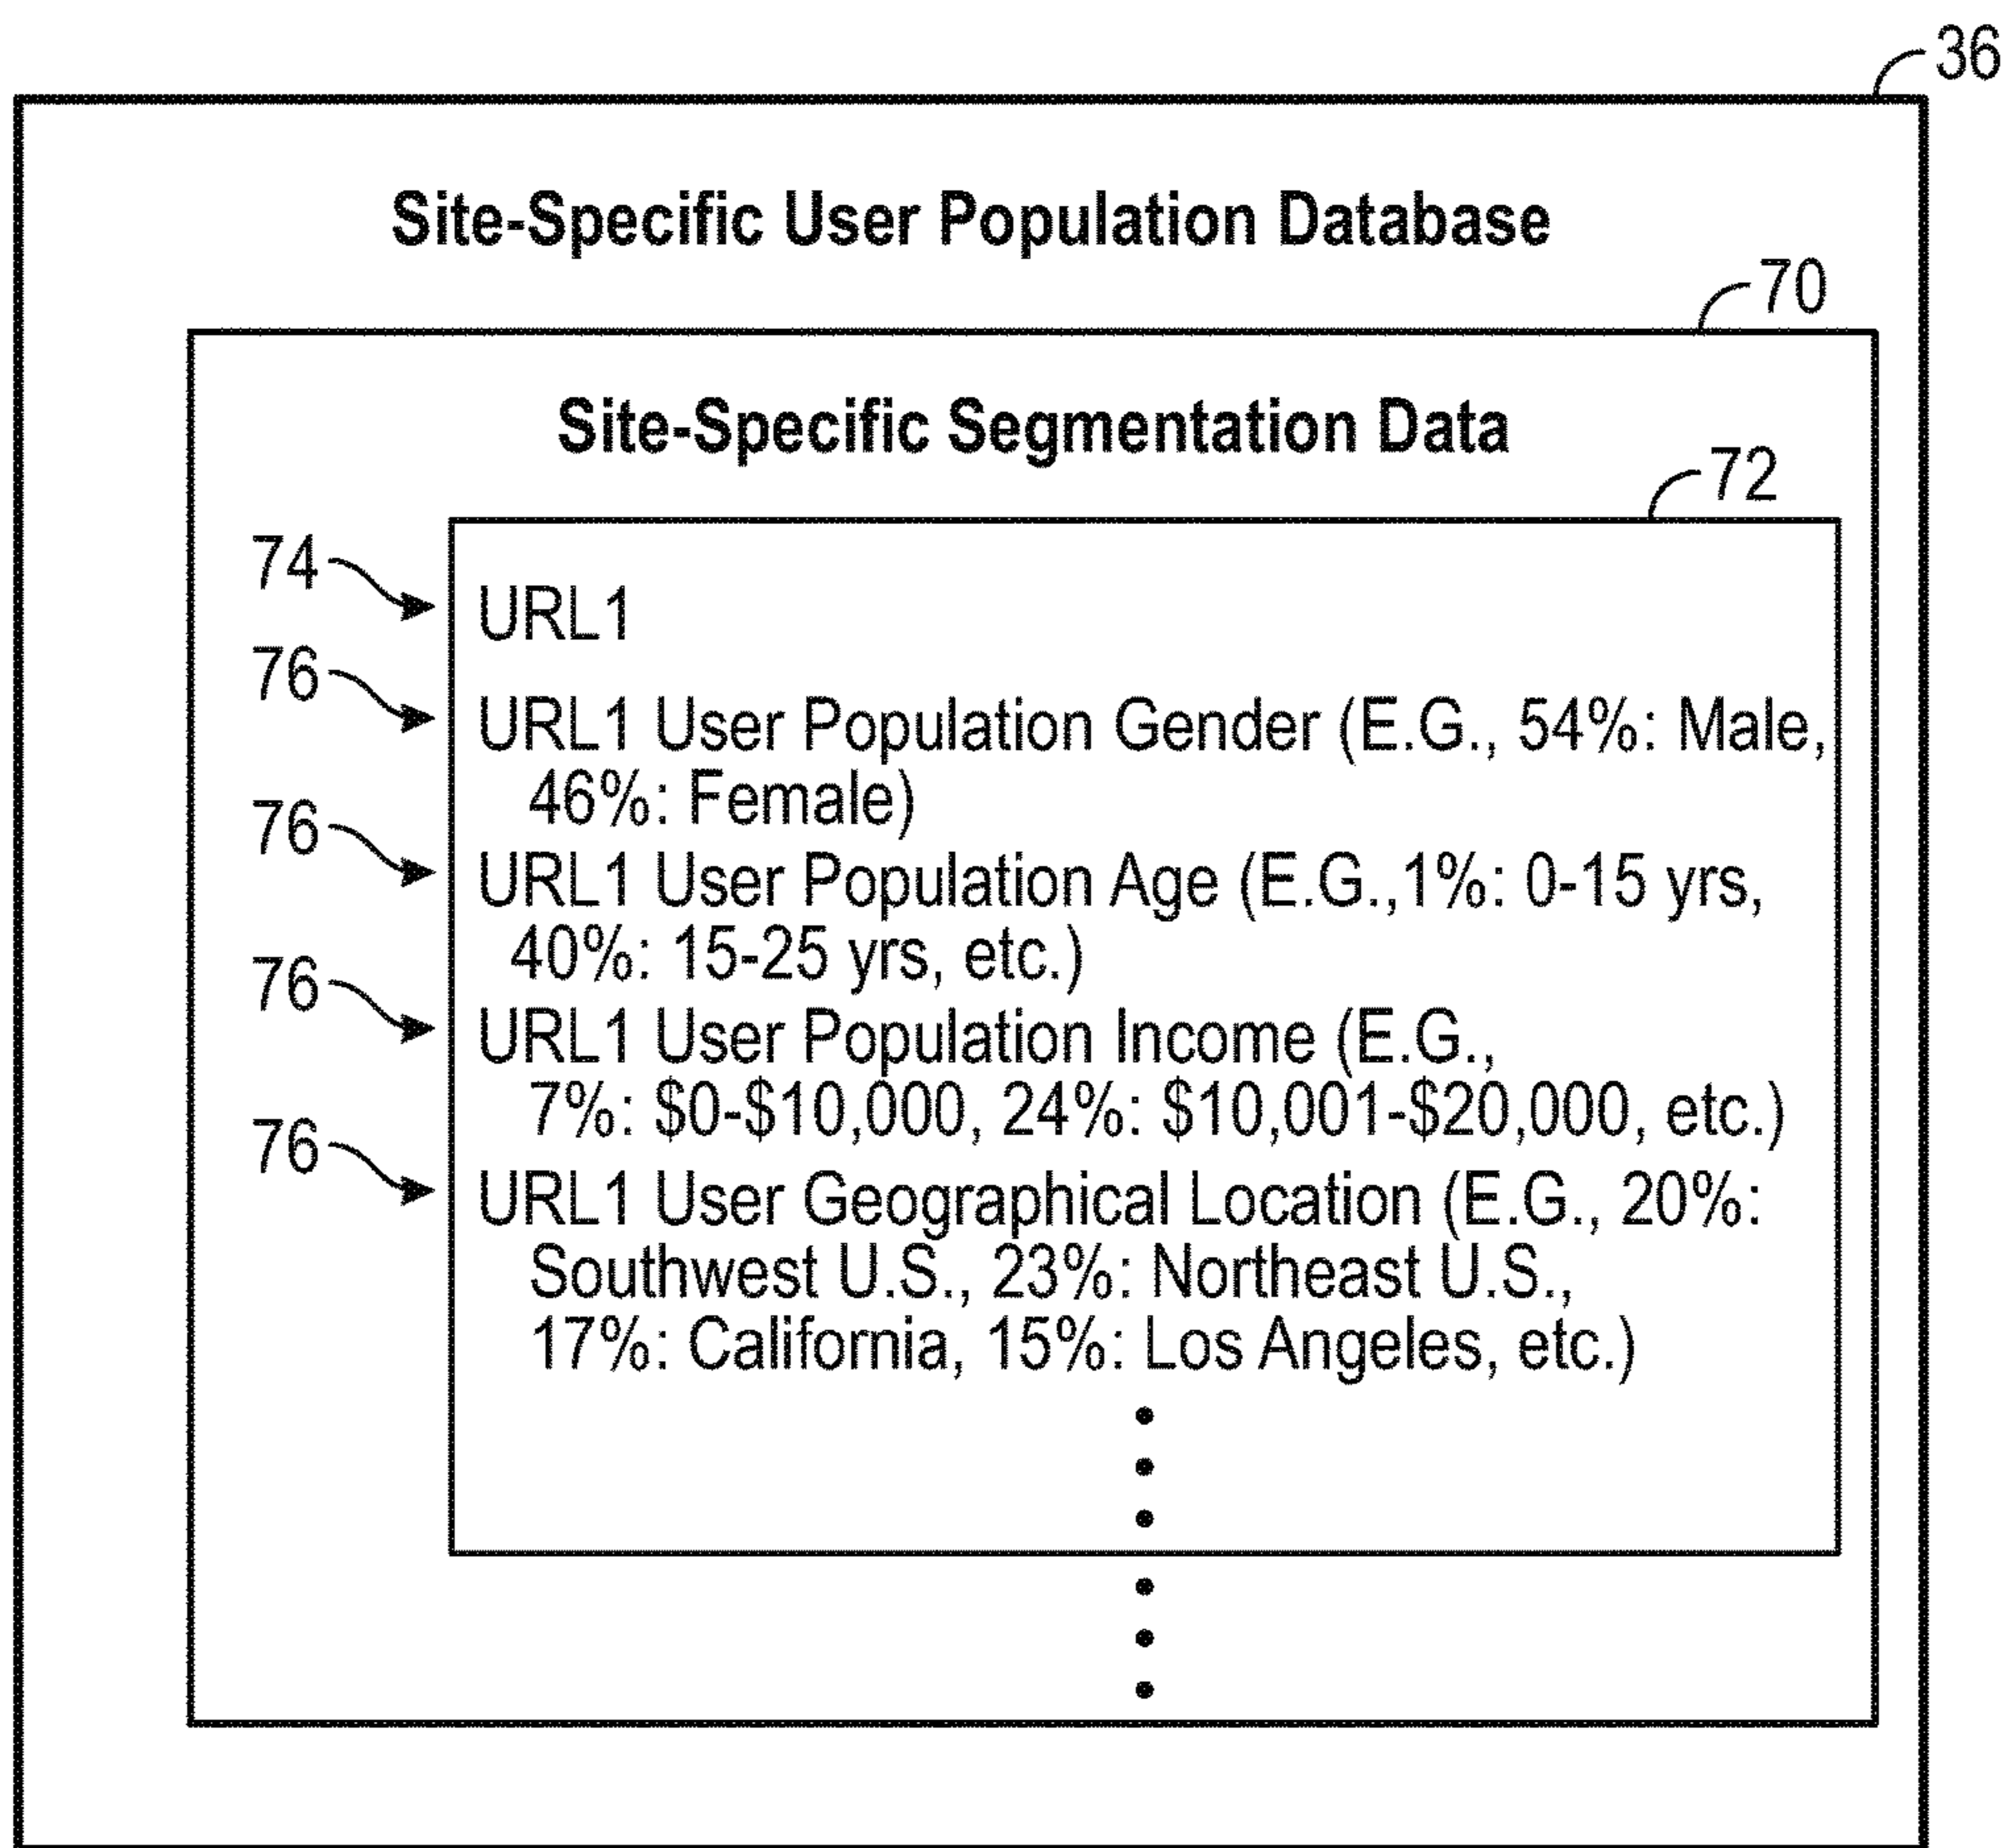 36
Site-Specific User Population Database
70
Site-Specific Segmentation Data
72
74
URL1
76
URL1 User Population Gender (E.G., 54%: Male,
46%: Female)
76
URL1 User Population Age (E.G.,1%: 0-15 yrs,
40%: 15-25 yrs, etc.)
76
URL1 User Population Income (E.G.,
7%: $0-$10,000, 24%: $10,001-$20,000, etc.)
76
URL1 User Geographical Location (E.G., 20%:
Southwest U.S., 23%: Northeast U.S.,
17%: California, 15%: Los Angeles, etc.)